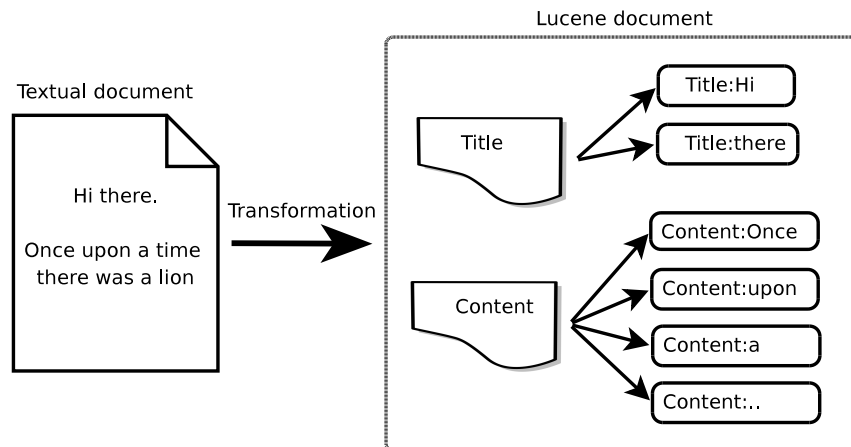 Lucene document
Textual document
Hi there.
Once upon a time
there was a lion
Transformation
Title
Title:Hi
Title:there
Content
Content:Once
Content:upon
Content:a
Content:..